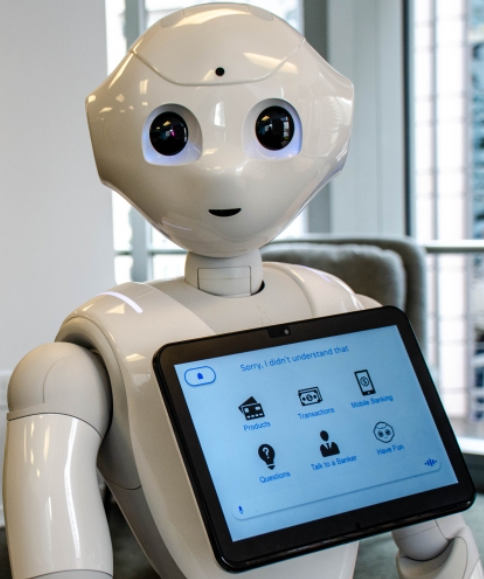 Sorry, I didn't understand that
Products
Transactions
Mobile Banking
Questions
Talk to a Banker
Have Fun